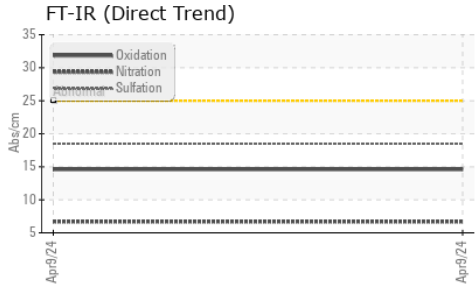 FT-IR (Direct Trend)
35
30
25
20
15
10
5
Abs/cm
Oxidation
Nitration
Sulfation
Abnormal
Apr9/24
Apr9/24